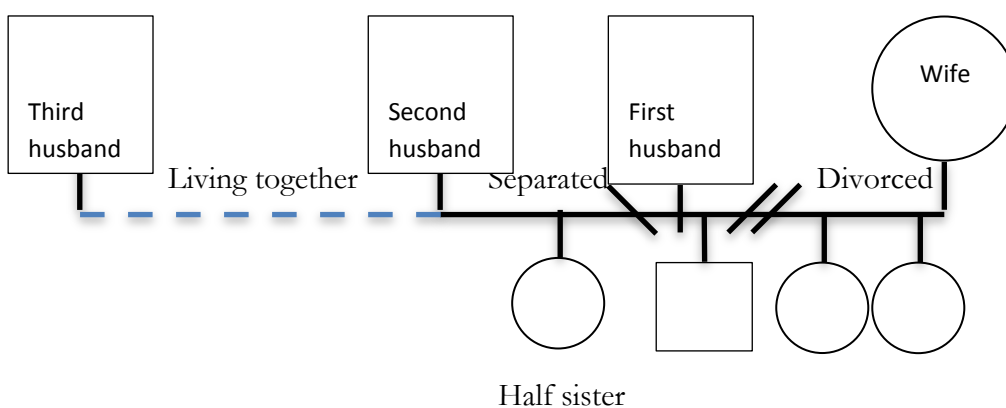 Wife
Third
husband
Second
husband
First
husband
Living together
Separated
Divorced
Half sister